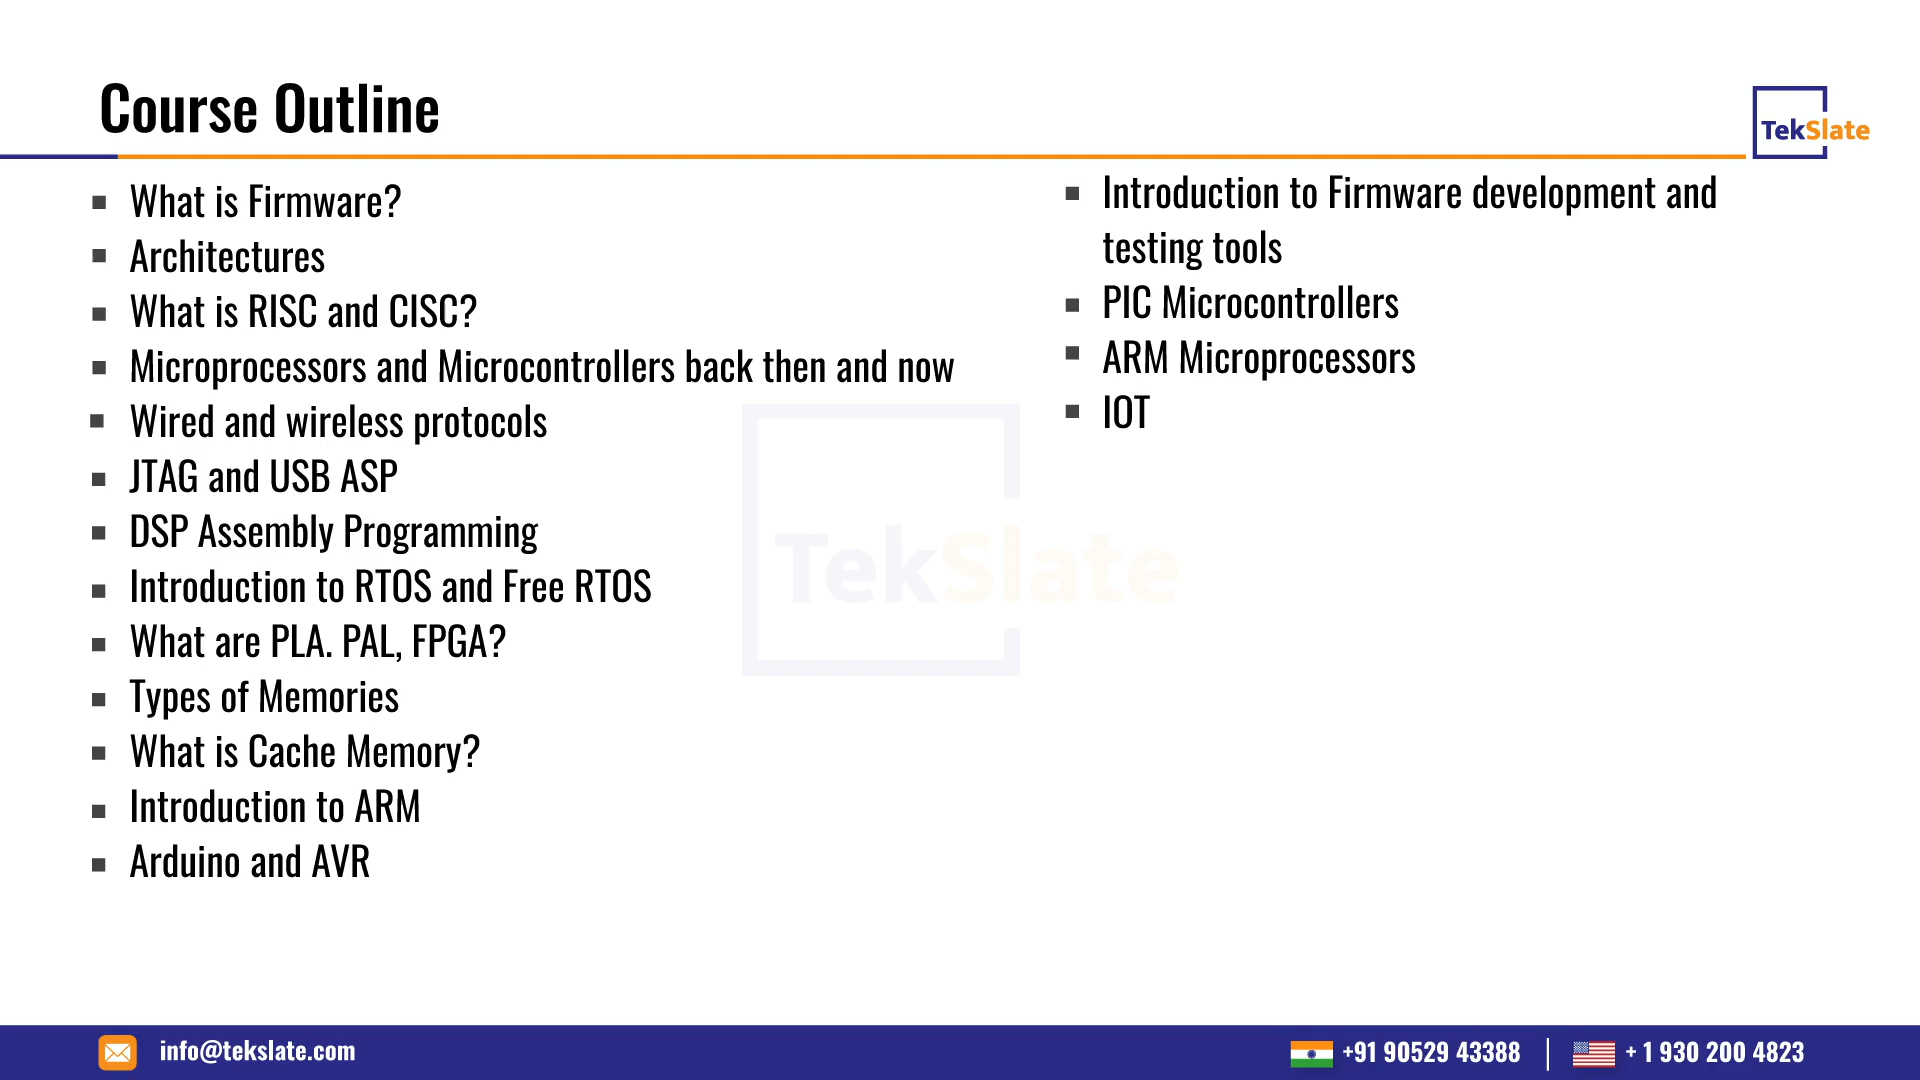 Course Outline
TekSlate
What is Firmware?
Architectures
What is RISC and CISC?
Microprocessors and Microcontrollers back then and now
Wired and wireless protocols
JTAG and USB ASP
DSP Assembly Programming
Introduction to RTOS and Free RTOS
What are PLA. PAL, FPGA?
Types of Memories
What is Cache Memory?
Introduction to ARM
Arduino and AVR
Introduction to Firmware development and
testing tools
PIC Microcontrollers
ARM Microprocessors
IOT
TekSlate
info@tekslate.com
+91 90529 43388
+ 1 930 200 4823